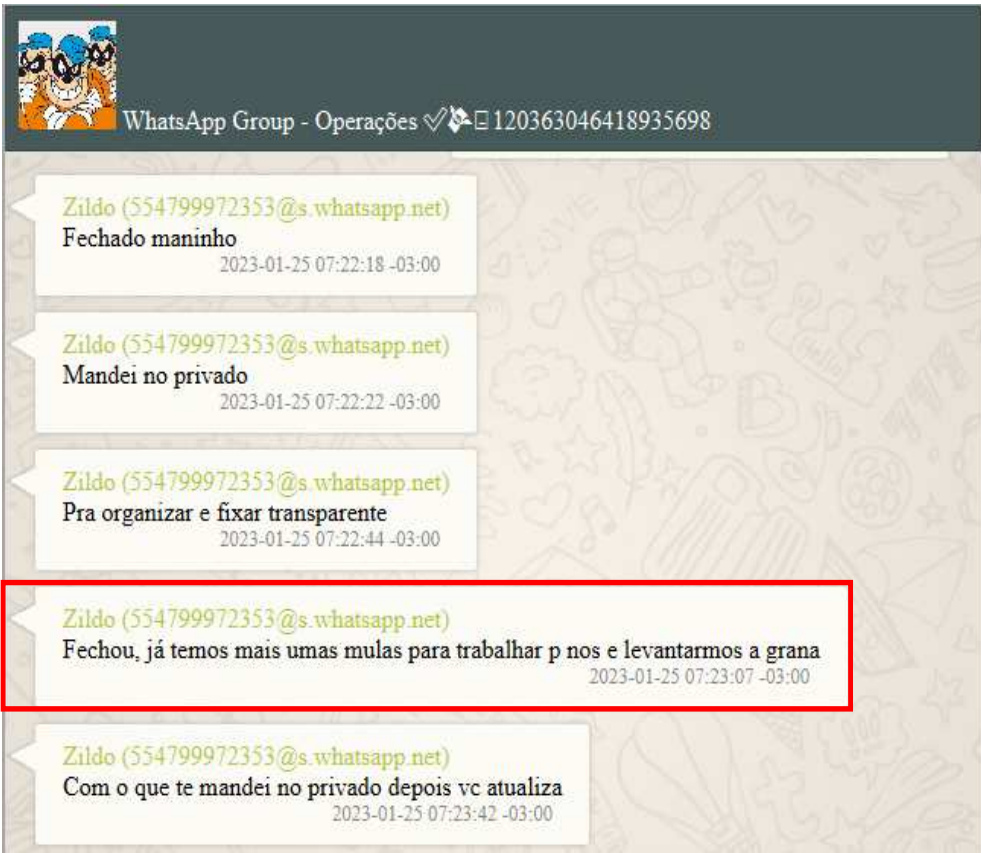 WhatsApp Group - Operações ✅ 120363046418935698
Zildo (554799972353@s.whatsapp.net)
Fechado maninho
2023-01-25 07:22:18 -03:00
Zildo (554799972353@s.whatsapp.net)
Mandei no privado
2023-01-25 07:22:22 -03:00
Zildo (554799972353@s.whatsapp.net)
Pra organizar e fixar transparente
2023-01-25 07:22:44 -03:00
Zildo (554799972353@s.whatsapp.net)
Fechou, já temos mais umas mulas para trabalhar p nos e levantarmos a grana
2023-01-25 07:23:07 -03:00
Zildo (554799972353@s.whatsapp.net)
Com o que te mandei no privado depois vc atualiza
2023-01-25 07:23:42 -03:00